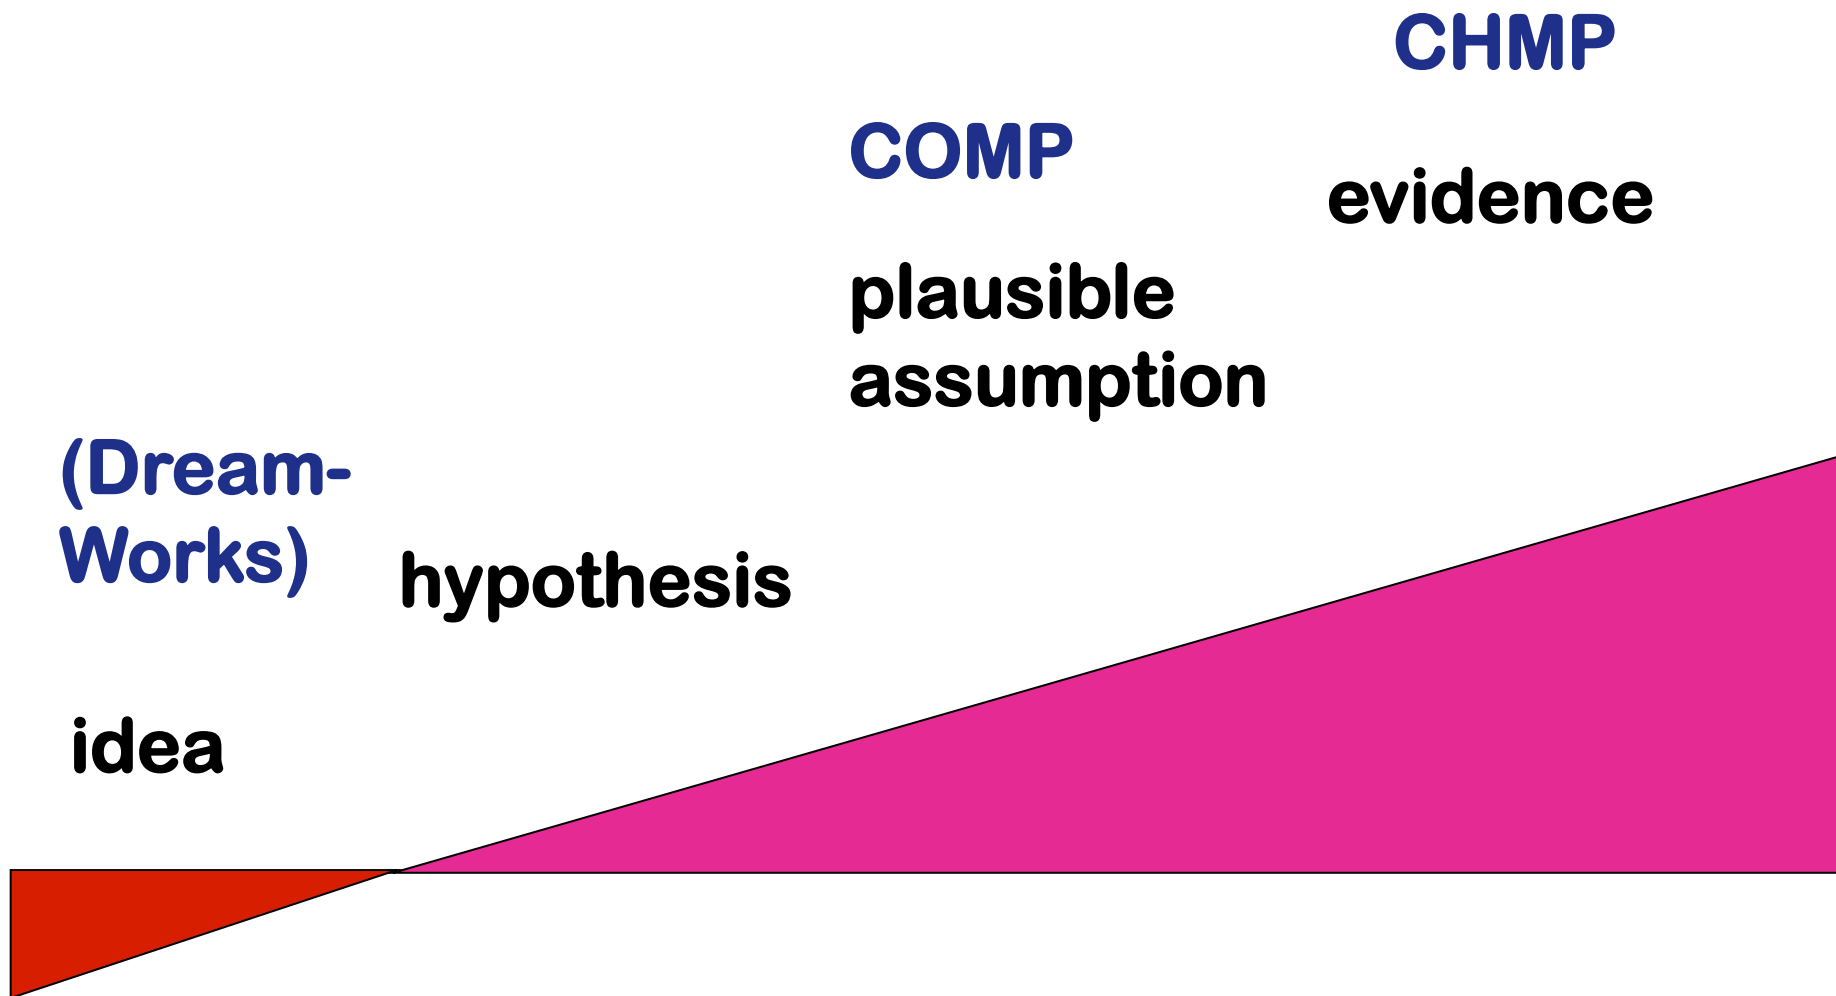 CHMP
COMP
evidence
plausible
assumption
(Dream-
Works)
hypothesis
idea